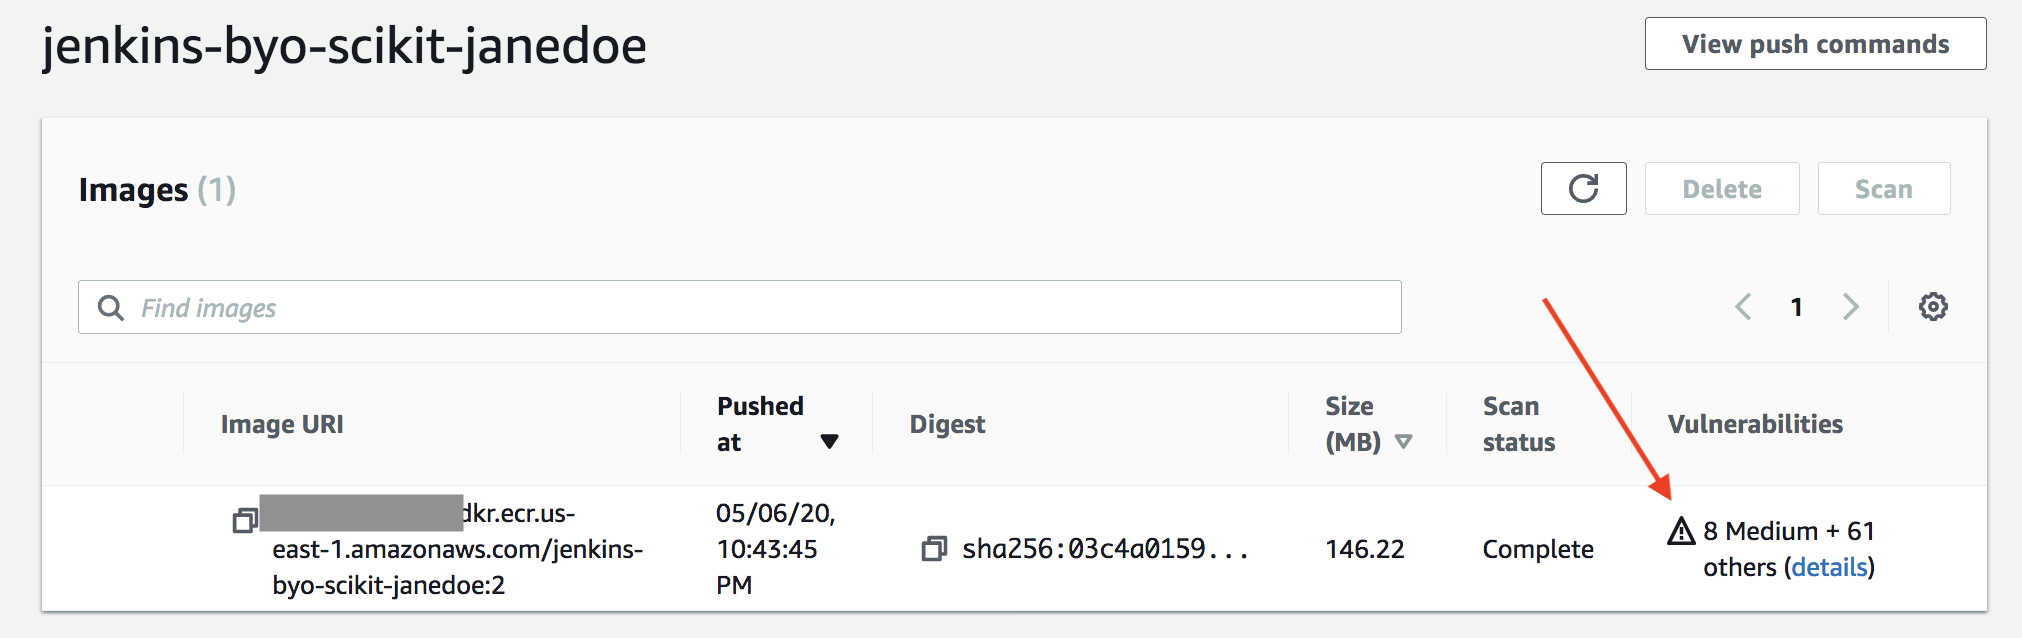 jenkins-byo-scikit-janedoe
View push commands
Images (1)
Delete
Scan
Find images
1
Image URI
Pushed
at
Digest
Size
(MB)
Scan
status
Vulnerabilities
dkr.ecr.us-
east-1.amazonaws.com/jenkins-
byo-scikit-janedoe:2
05/06/20,
10:43:45
PM
sha256:03c4a0159...
146.22
Complete
8 Medium + 61
others (details)